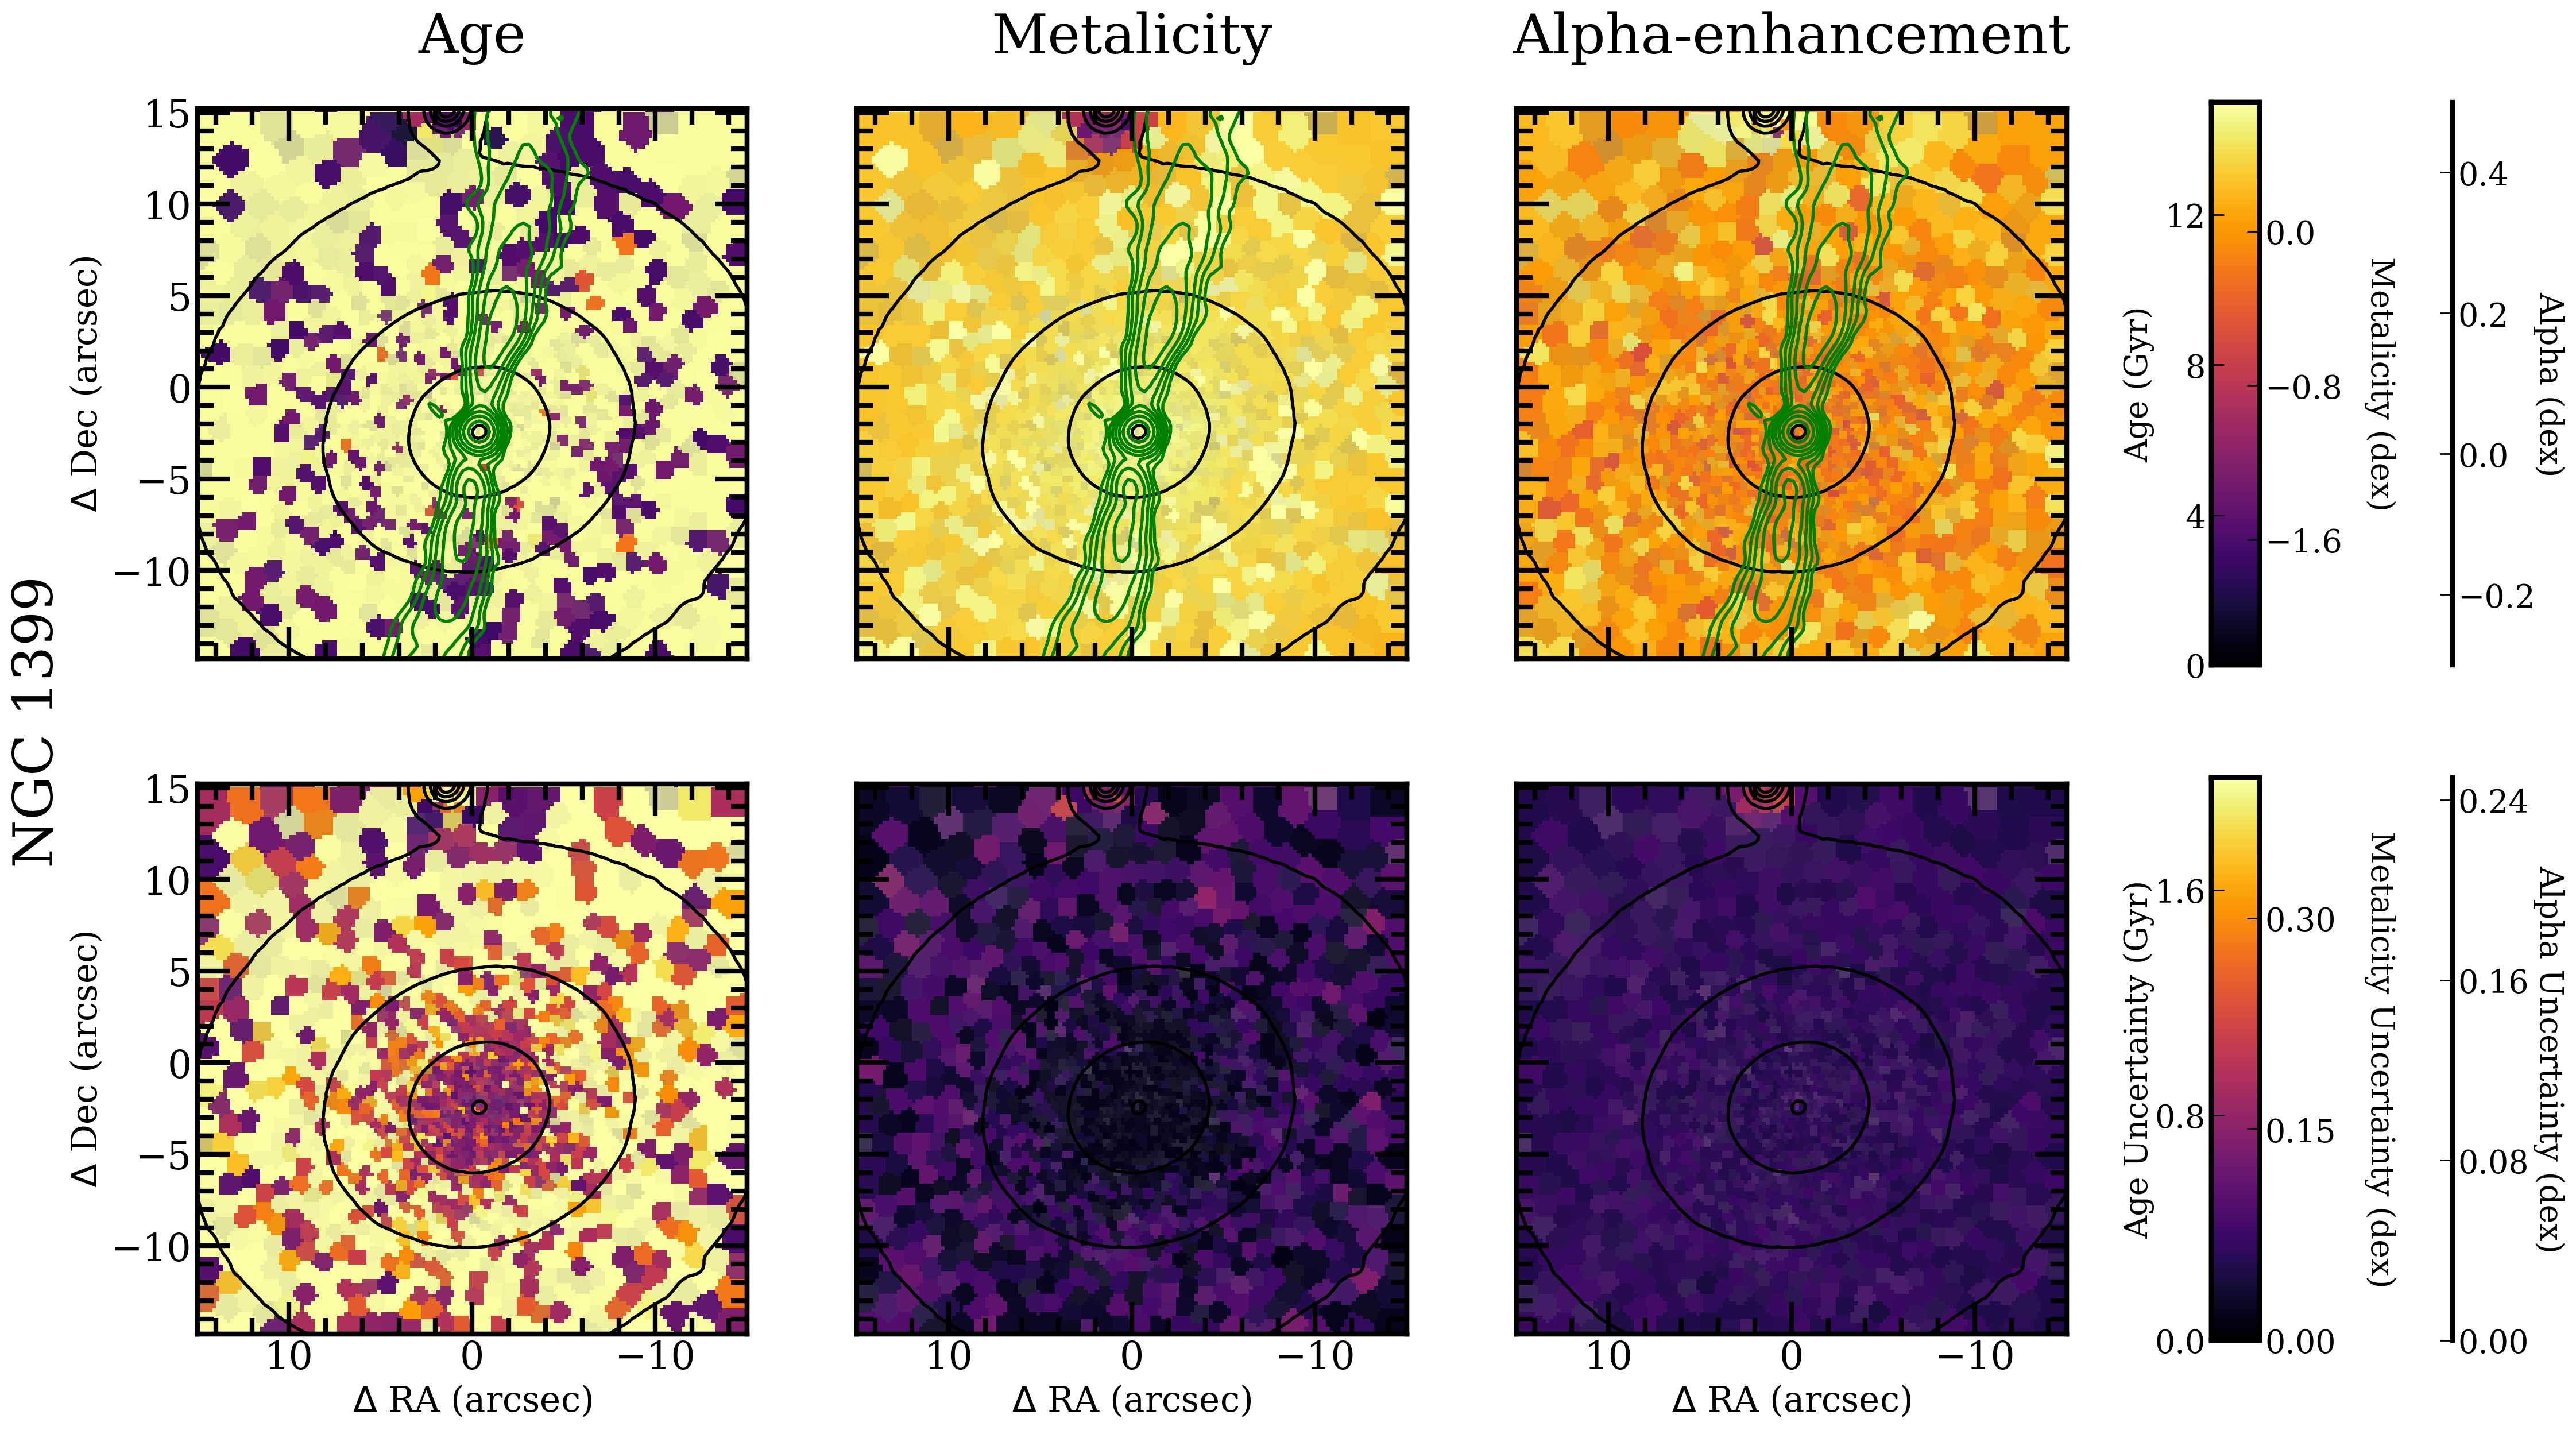 Age
Metalicity
Alpha-enhancement
NGC 1399
Δ Dec (arcsec)
15
10
5
0
−5
−10
Age (Gyr)
12
8
4
0
0.0
−0.8
−1.6
Metalicity (dex)
0.4
0.2
0.0
−0.2
Alpha (dex)
Δ Dec (arcsec)
15
10
5
0
−5
−10
10 0 −10
10 0 −10
10 0 −10
Δ RA (arcsec)
Δ RA (arcsec)
Δ RA (arcsec)
Age Uncertainty (Gyr)
1.6
0.8
0.0
0.30
0.15
0.00
Metalicity Uncertainty (dex)
0.24
0.16
0.08
0.00
Alpha Uncertainty (dex)